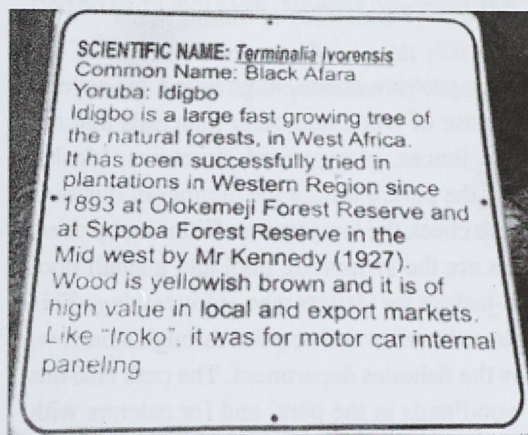 SCIENTIFIC NAME: Terminalia Ivorensis
Common Name: Black Afara
Yoruba: Idigbo
Idigbo is a large fast growing tree of
the natural forests, in West Africa.
It has been successfully tried in
plantations in Western Region since
1893 at Olokemeji Forest Reserve and
at Skpoba Forest Reserve in the
Mid west by Mr Kennedy (1927).
Wood is yellowish brown and it is of
high value in local and export markets.
Like "Iroko", it was for motor car internal
paneling